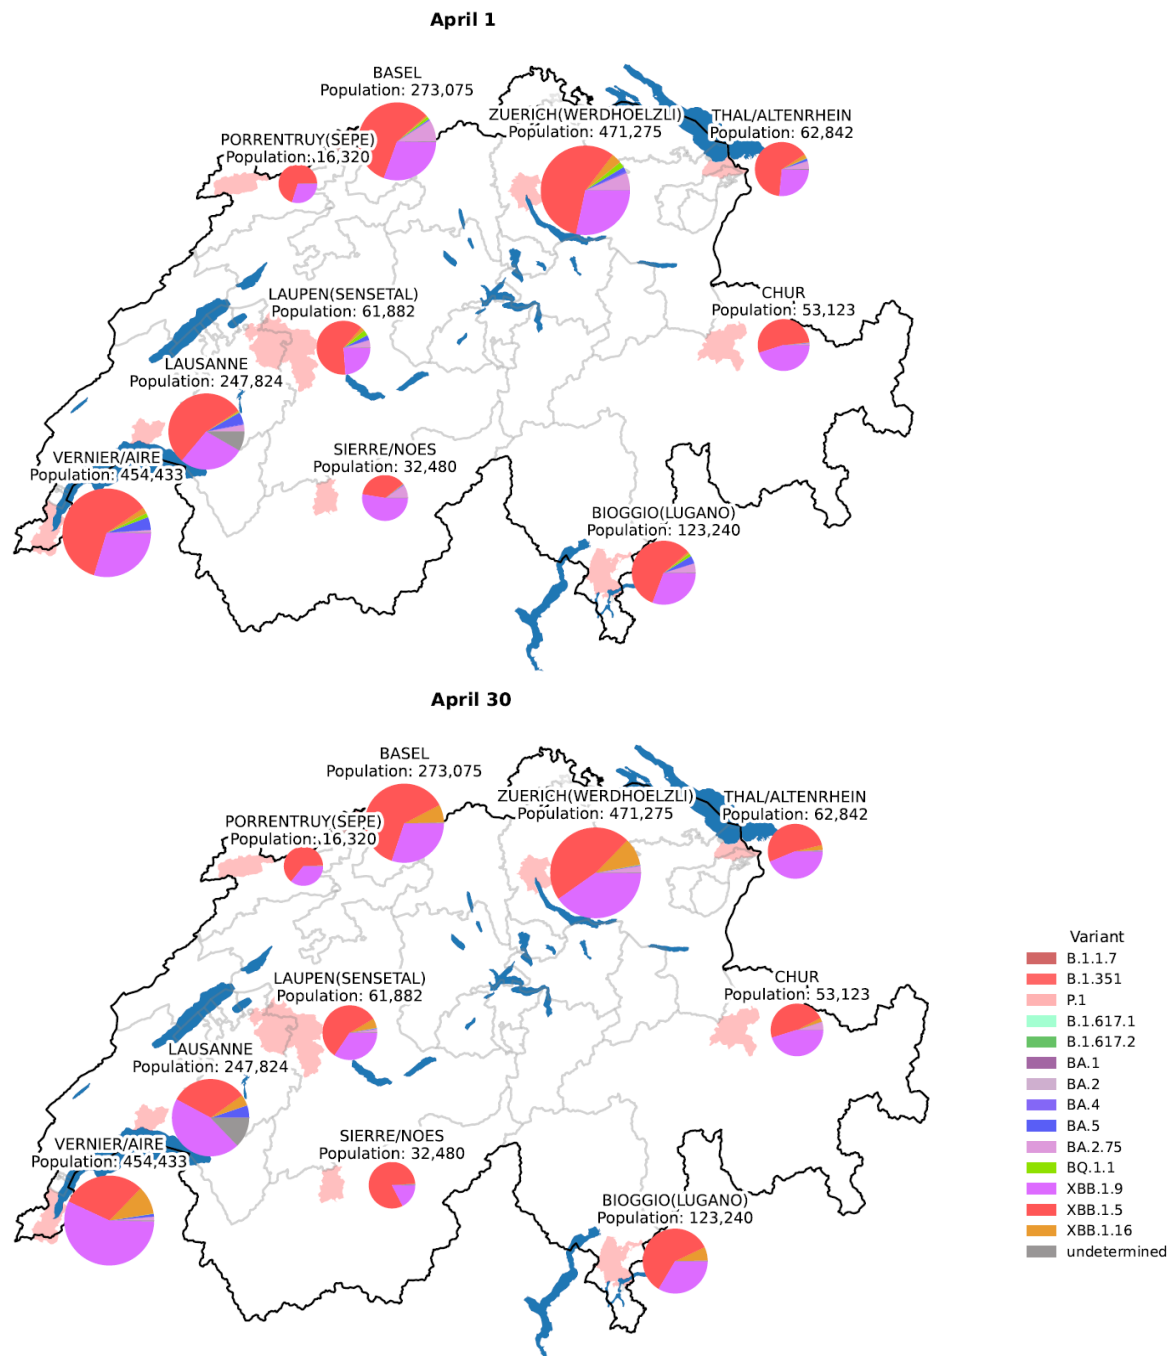 April 1
BASEL
Population: 273,075
ZUERICH(WERDHOELZLI)
Population: 471,275
THAL/ALTENRHEIN
Population: 62,842
PORRENTRUY(SEPE)
Population: 16,320
LAUPEN(SENSETAL)
Population: 61,882
CHUR
Population: 53,123
LAUSANNE
Population: 247,824
VERNIER/AIRE
Population: 454,433
SIERRE/NOES
Population: 32,480
BIOGGIO(LUGANO)
Population: 123,240
April 30
BASEL
Population: 273,075
ZUERICH(WERDHOELZLI)
Population: 471,275
THAL/ALTENRHEIN
Population: 62,842
PORRENTRUY(SEPE)
Population: 16,320
LAUPEN(SENSETAL)
Population: 61,882
CHUR
Population: 53,123
LAUSANNE
Population: 247,824
VERNIER/AIRE
Population: 454,433
SIERRE/NOES
Population: 32,480
BIOGGIO(LUGANO)
Population: 123,240
Variant
B.1.1.7
B.1.351
P.1
B.1.617.1
B.1.617.2
BA.1
BA.2
BA.4
BA.5
BA.2.75
BQ.1.1
XBB.1.9
XBB.1.5
XBB.1.16
undetermined